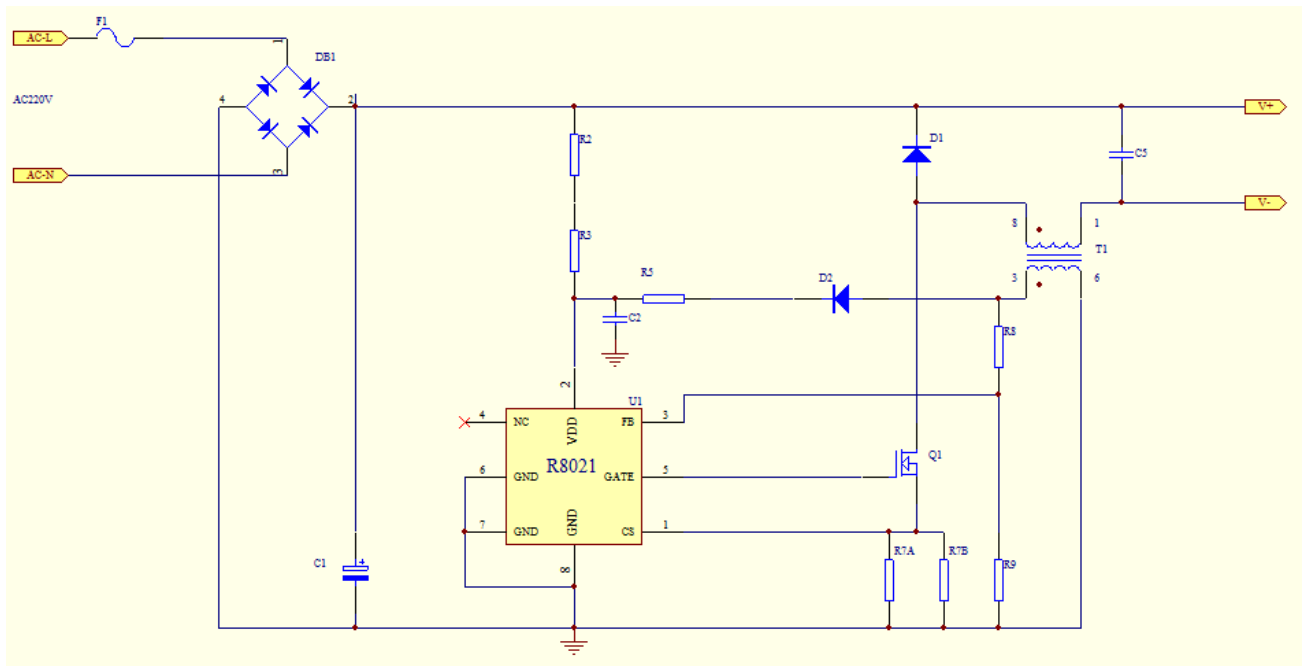 F1
AC-L
1
DB1
4
2
AC220V
V+
R2
D1
C5
AC-N
3
V-
8
1
R3
T1
R5
D2
3
6
C2
R8
2
U1
4
NC
VDD
FB
3
R8021
Q1
6
GND
GATE
5
7
GND
GND
CS
1
R7A
R7B
C1
+
8
R9